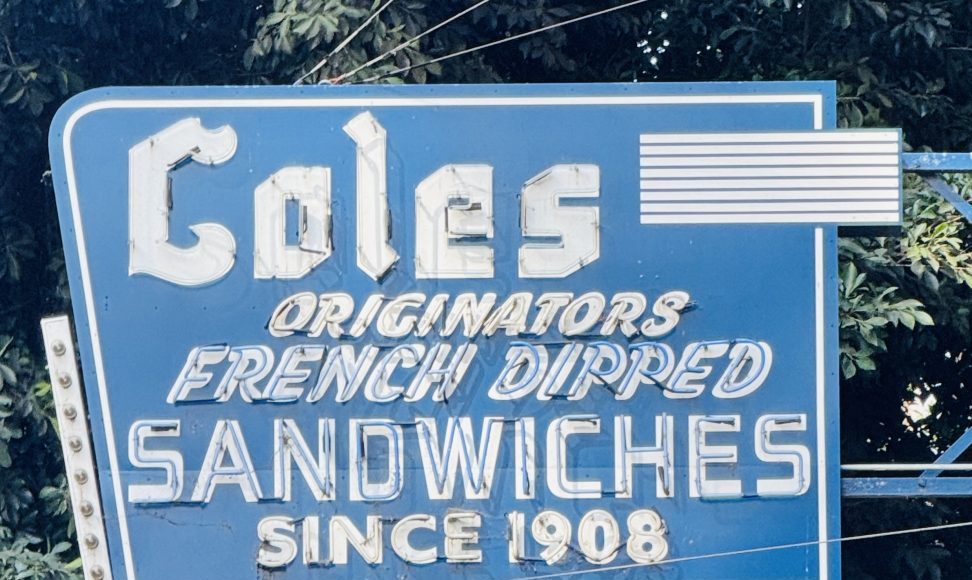 Coles
ORIGINATORS
FRENCH DIPPED
SANDWICHES
SINCE 1908